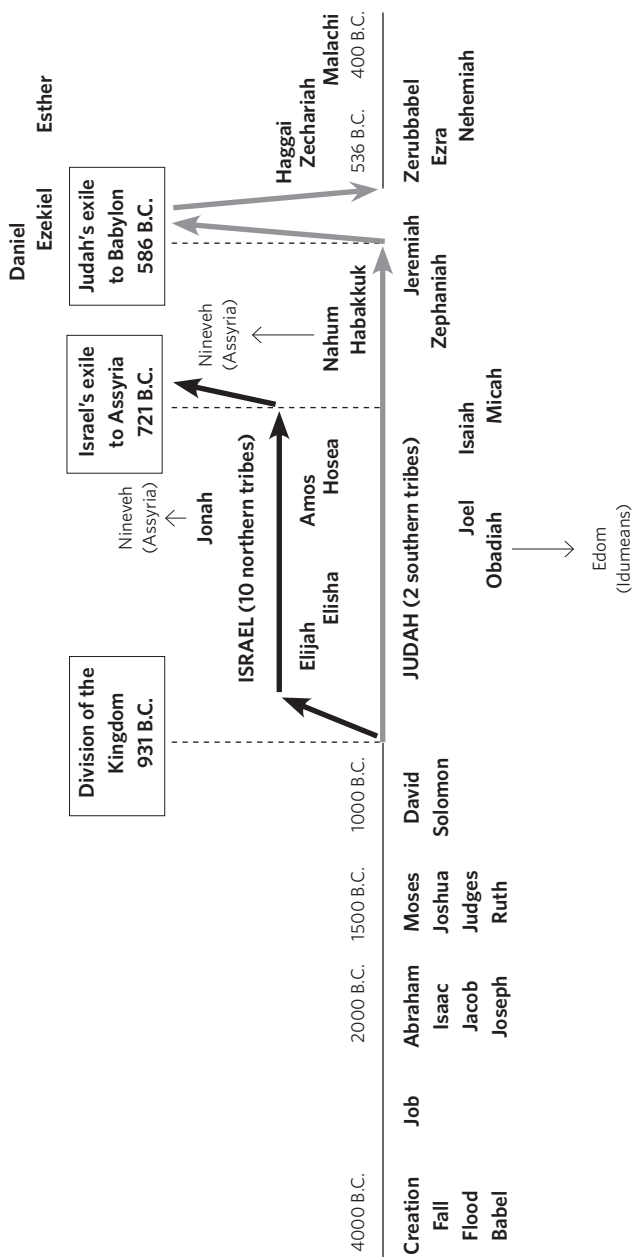 Daniel
Ezekiel
Esther
Division of the
Kingdom
931 B.C.
Israel's exile
to Assyria
721 B.C.
Judah's exile
to Babylon
586 B.C.
Nineveh
(Assyria)
Jonah
Nineveh
(Assyria)
ISRAEL (10 northern tribes)
Elijah
Elisha
Amos
Hosea
Nahum
Habakkuk
Haggai
Zechariah
Malachi
4000 B.C.
2000 B.C.
1500 B.C.
1000 B.C.
536 B.C.
400 B.C.
Creation
Fall
Flood
Babel
Job
Abraham
Isaac
Jacob
Joseph
Moses
Joshua
Judges
Ruth
David
Solomon
JUDAH (2 southern tribes)
Joel
Obadiah
Isaiah
Micah
Jeremiah
Zephaniah
Zerubbabel
Ezra
Nehemiah
Edom
(Idumeans)